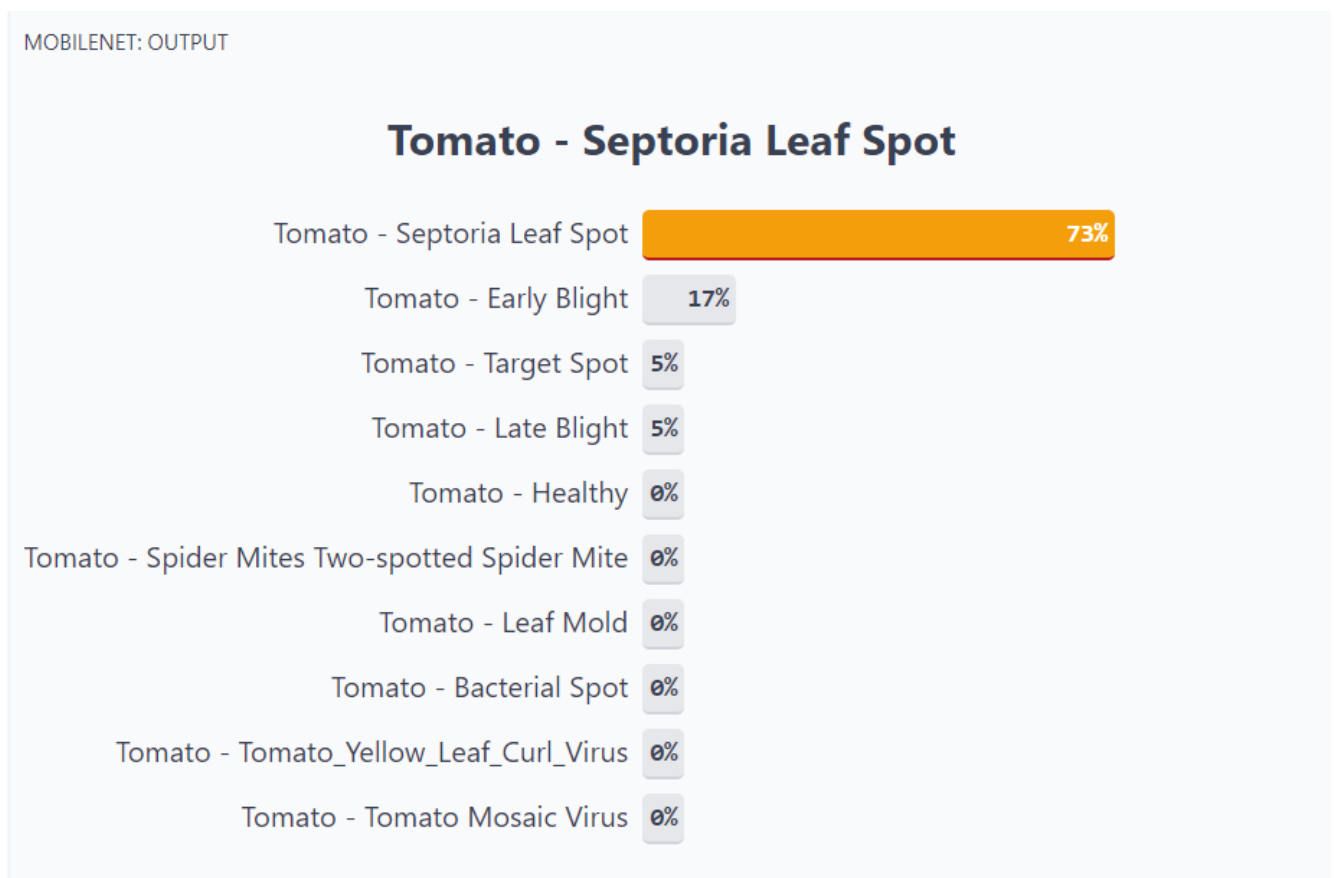 MOBILENET: OUTPUT
Tomato - Septoria Leaf Spot
Tomato - Septoria Leaf Spot 73%
Tomato - Early Blight 17%
Tomato - Target Spot 5%
Tomato - Late Blight 5%
Tomato - Healthy 0%
Tomato - Spider Mites Two-spotted Spider Mite 0%
Tomato - Leaf Mold 0%
Tomato - Bacterial Spot 0%
Tomato - Tomato_Yellow_Leaf_Curl_Virus 0%
Tomato - Tomato Mosaic Virus 0%